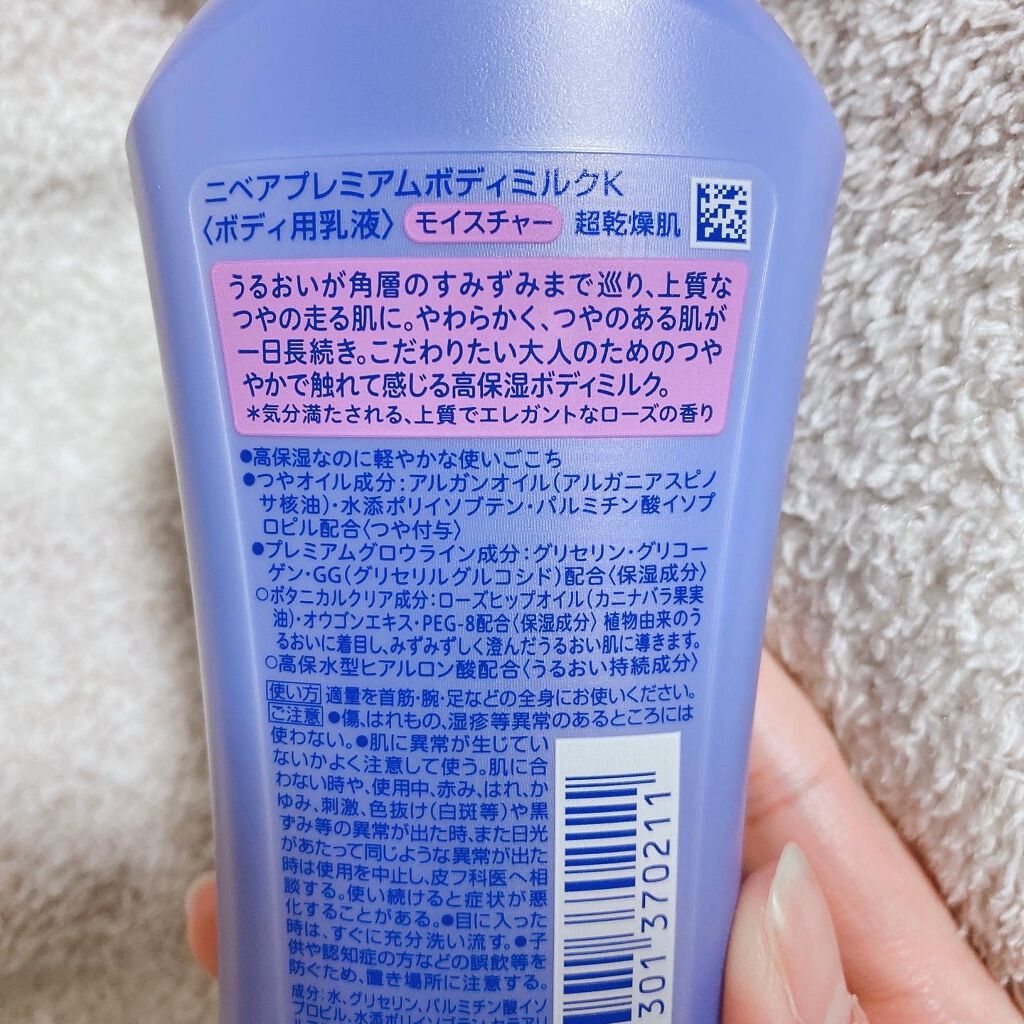 ニベアプレミアムボディミルクK
〈ボディ用乳液〉 モイスチャー 超乾燥肌
うるおいが角層のすみずみまで巡り、上質な
つやの走る肌に。やわらかく、つやのある肌が
一日長続き。こだわりたい大人のためのつや
やかで触れて感じる高保湿ボディミルク。
*気分満たされる、上質でエレガントなローズの香り
●高保湿なのに軽やかな使いごこち
●つやオイル成分:アルガンオイル(アルガニアスピノ
サ核油)・水添ポリイソブテン・パルミチン酸イソプ
ロピル配合〈つや付与〉
●プレミアムグロウライン成分:グリセリン・グリコー
ゲン・GG(グリセリルグルコシド)配合〈保湿成分〉
○ボタニカルクリア成分:ローズヒップオイル(カニナバラ果実
油)・オウゴンエキス・PEG-8配合〈保湿成分〉 植物由来のう
るおいに着目し、みずみずしく澄んだうるおい肌に導きます。
○高保水型ヒアルロン酸配合〈うるおい持続成分〉
使い方 適量を首筋・腕・足などの全身にお使いください。
ご注意 ●傷、はれもの、湿疹等異常のあるところには
使わない。●肌に異常が生じてい
ないかよく注意して使う。肌に合
わない時や、使用中、赤み、はれ、か
ゆみ、刺激、色抜け(白斑等)や黒
ずみ等の異常が出た時、また日光
があたって同じような異常が出た
時は使用を中止し、皮フ科医へ相
談する。使い続けると症状が悪
化することがある。●目に入った
時は、すぐに充分洗い流す。●子
供や認知症の方などの誤飲等を
防ぐため、置き場所に注意する。
成分:水、グリセリン、パルミチン酸イソ
プロピル、水添ポリイソブテン、セテアリ
301 370211